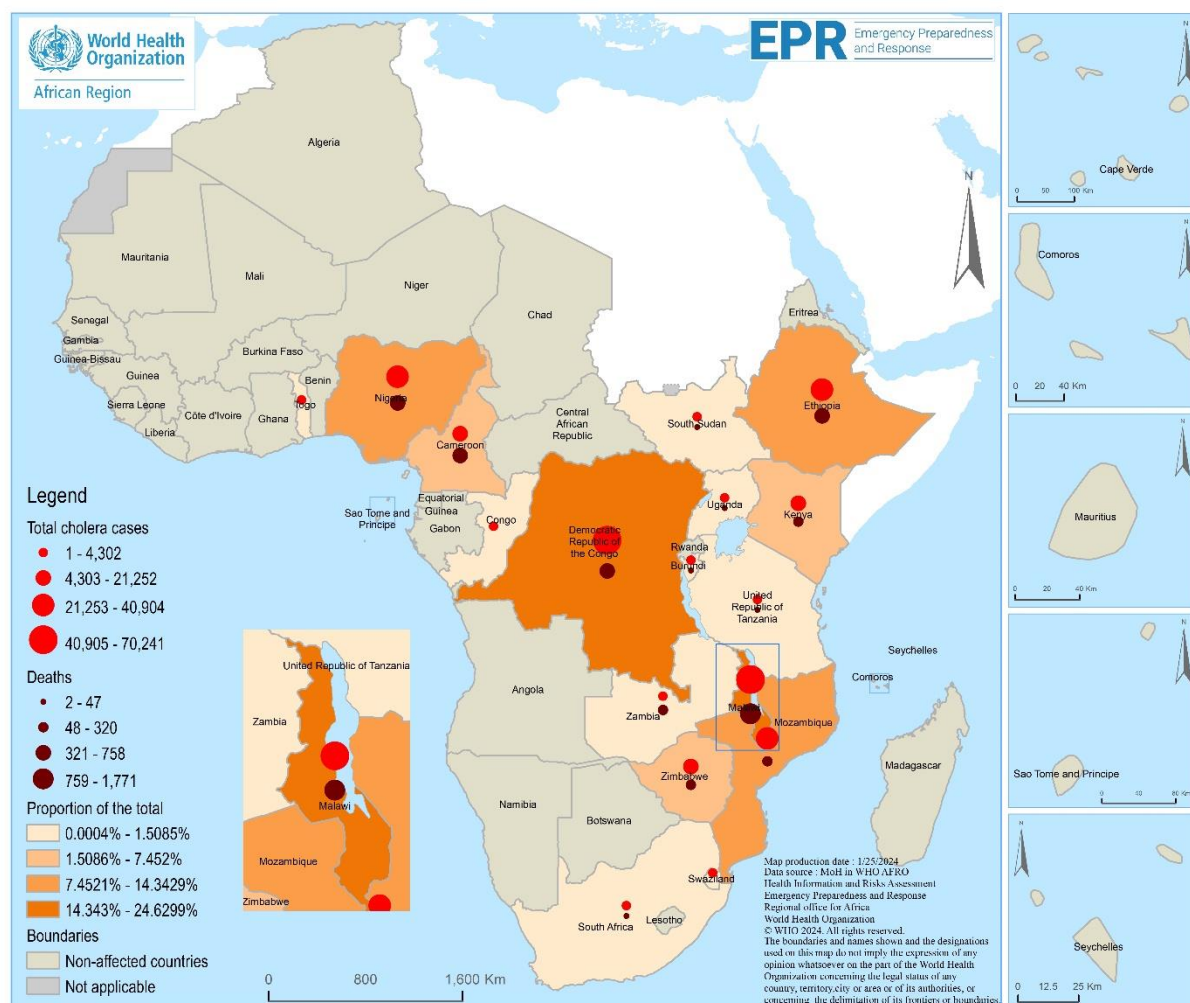 World Health
Organization
African Region
EPR
Emergency Preparedness
and Response
N
Algeria
Mauritania
Mali
Niger
Chad
Eritrea
Senegal
Gambia
Guinea-Bissau
Guinea
Sierra Leone
Liberia
Côte d'Ivoire
Burkina Faso
Ghana
Togo
Benin
Nigeria
Cameroon
Central
African
Republic
South Sudan
Ethiopia
Equatorial
Guinea
Sao Tome and
Principe
Gabon
Congo
Democratic
Republic of
the Congo
Uganda
Kenya
Rwanda
Burundi
United
Republic of
Tanzania
Seychelles
Comoros
Angola
Zambia
Malawi
Mozambique
Zimbabwe
Madagascar
Namibia
Botswana
Swaziland
South Africa
Lesotho
Legend
Total cholera cases
1 - 4,302
4,303 - 21,252
21,253 - 40,904
40,905 - 70,241
Deaths
2 - 47
48 - 320
321 - 758
759 - 1,771
Proportion of the total
0.0004% - 1.5085%
1.5086% - 7.452%
7.4521% - 14.3429%
14.343% - 24.6299%
Boundaries
Non-affected countries
Not applicable
United Republic of Tanzania
Zambia
Malawi
Mozambique
Zimbabwe
0 800 1,600 Km
Map production date : 1/25/2024
Data source : MoH in WHO AFRO
Health Information and Risks Assessment
Emergency Preparedness and Response
Regional office for Africa
World Health Organization
© WHO 2024. All rights reserved.
The boundaries and names shown and the designations
used on this map do not imply the expression of any
opinion whatsoever on the part of the World Health
Organization concerning the legal status of any
country, territory,city or area or of its authorities, or
concerning the delimitation of its frontiers or boundaries
N
Cape Verde
0 50 100 Km
N
Comoros
0 20 40 Km
N
Mauritius
0 20 40 Km
N
Sao Tome and Principe
0 40 80 Km
N
Seychelles
0 12.5 25 Km